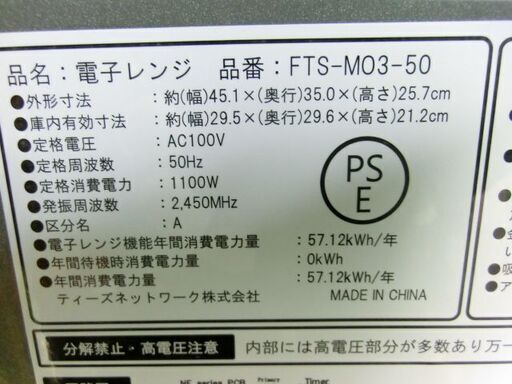 品名：電子レンジ 品番：FTS-MO3-50
●外形寸法 ：約(幅)45.1×(奥行)35.0×(高さ)25.7cm
●庫内有効寸法 ：約(幅)29.5×(奥行)29.6×(高さ)21.2cm
●定格電圧 ：AC100V
●定格周波数 ：50Hz
●定格消費電力 ：1100W
●発振周波数 ：2,450MHz
●区分名 ：A
●電子レンジ機能年間消費電力量 ：57.12kWh/年
●年間待機時消費電力量 ：0kWh
●年間消費電力量 ：57.12kWh/年
ティーズネットワーク株式会社 MADE IN CHINA
PS
E
分解禁止・高電圧注意 内部には高電圧部分が多数あり万一
NE series PCB Primary Timer